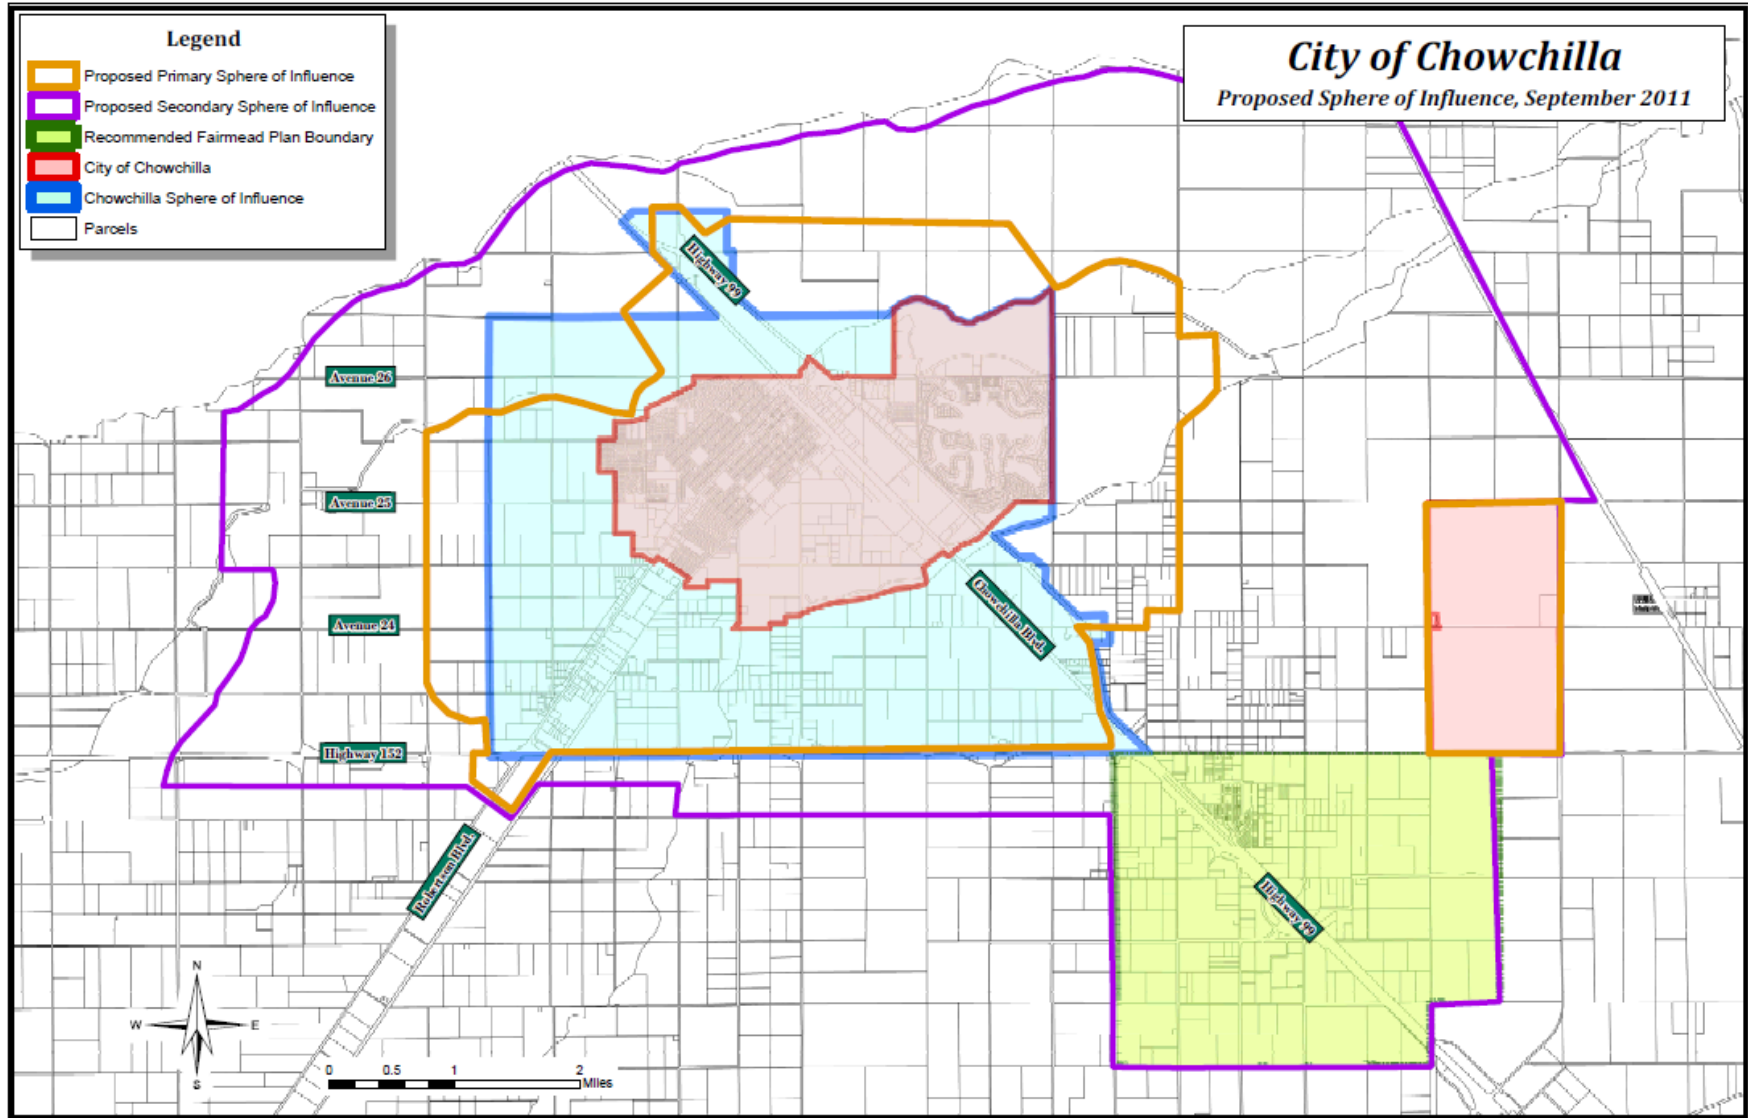 Legend
Proposed Primary Sphere of Influence
Proposed Secondary Sphere of Influence
Recommended Fairmead Plan Boundary
City of Chowchilla
Chowchilla Sphere of Influence
Parcels
City of Chowchilla
Proposed Sphere of Influence, September 2011
Highway 99
Avenue 26
Avenue 25
Avenue 24
Chowchilla Blvd.
Highway 152
Robertson Blvd.
Highway 99
N
W E
S
0 0.5 1 2
Miles